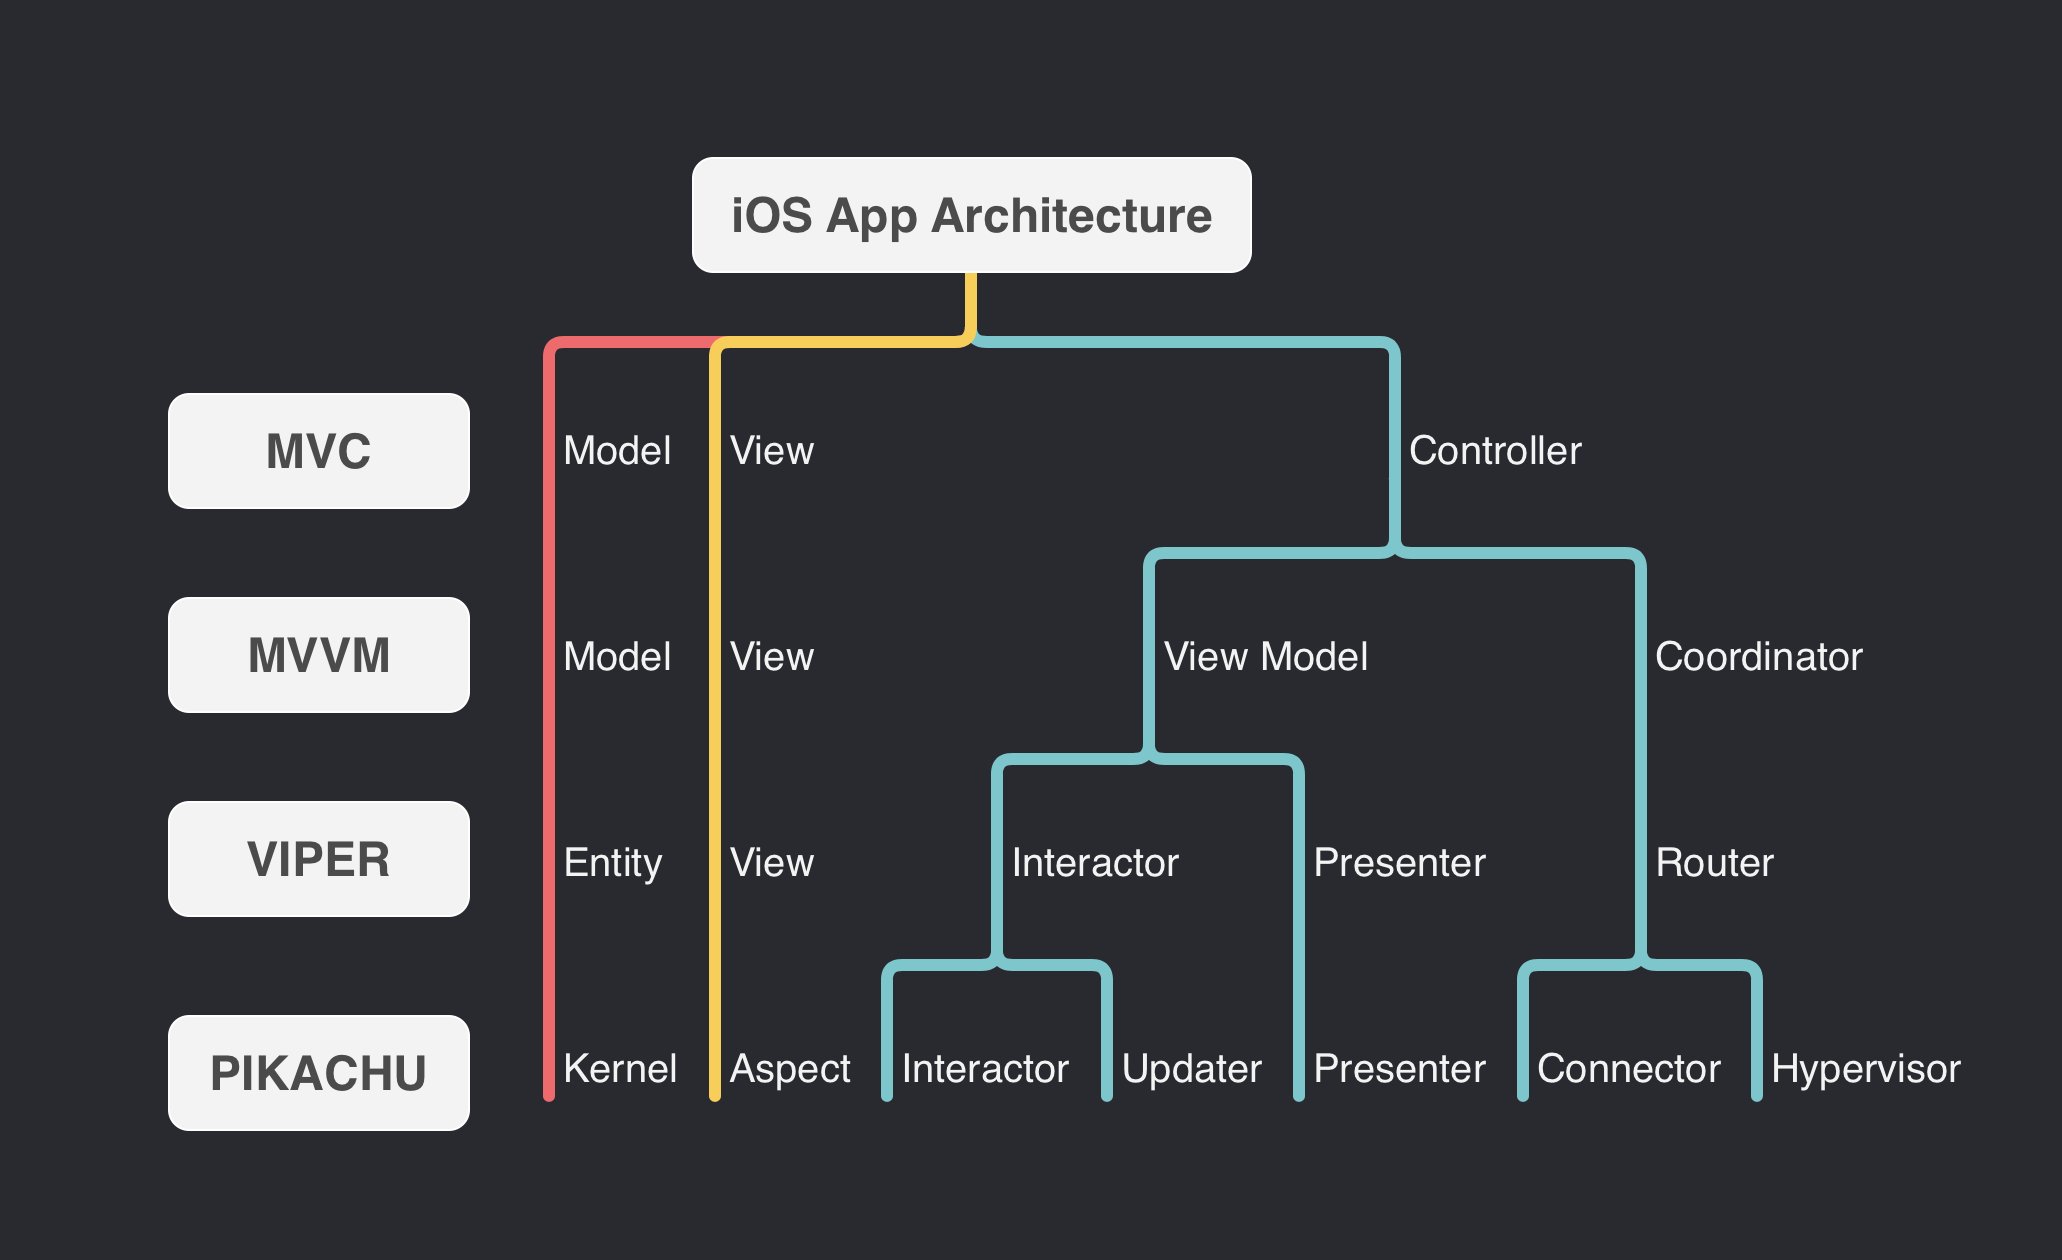 iOS App Architecture
MVC
Model
View
Controller
MVVM
Model
View
View Model
Coordinator
VIPER
Entity
View
Interactor
Presenter
Router
PIKACHU
Kernel
Aspect
Interactor
Updater
Presenter
Connector
Hypervisor